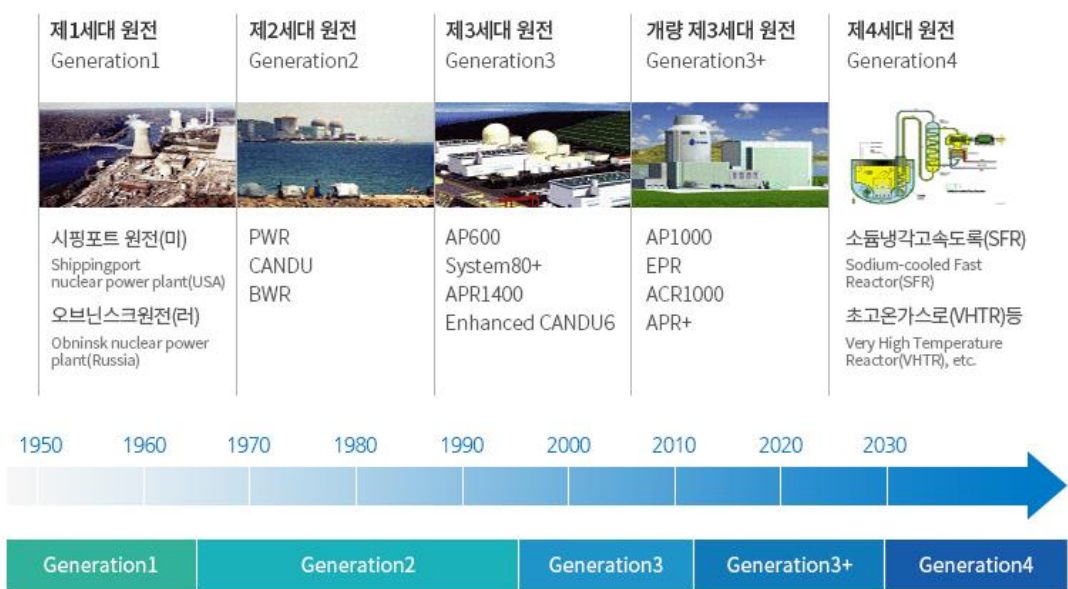 제1세대 원전
Generation1
시핑포트 원전(미)
Shippingport
nuclear power plant(USA)
오브닌스크원전(러)
Obninsk nuclear power
plant(Russia)
제2세대 원전
Generation2
PWR
CANDU
BWR
제3세대 원전
Generation3
AP600
System80+
APR1400
Enhanced CANDU6
개량 제3세대 원전
Generation3+
AP1000
EPR
ACR1000
APR+
제4세대 원전
Generation4
소듐냉각고속도록(SFR)
Sodium-cooled Fast
Reactor(SFR)
초고온가스로(VHTR)등
Very High Temperature
Reactor(VHTR), etc.
1950 1960 1970 1980 1990 2000 2010 2020 2030
Generation1 Generation2 Generation3 Generation3+ Generation4